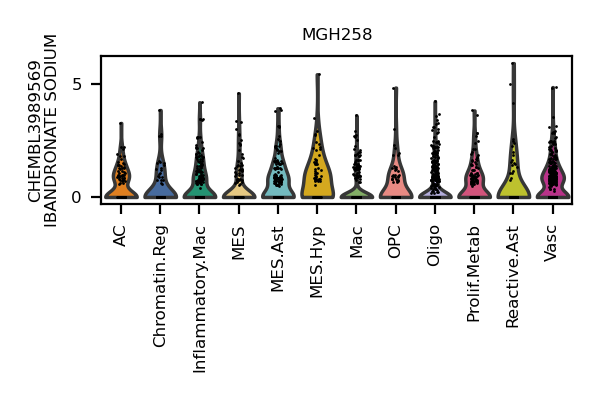 MGH258
CHEMBL3989569
IBANDRONATE SODIUM
5
0
AC
Chromatin.Reg
Inflammatory.Mac
MES
MES.Ast
MES.Hyp
Mac
OPC
Oligo
Prolif.Metab
Reactive.Ast
Vasc